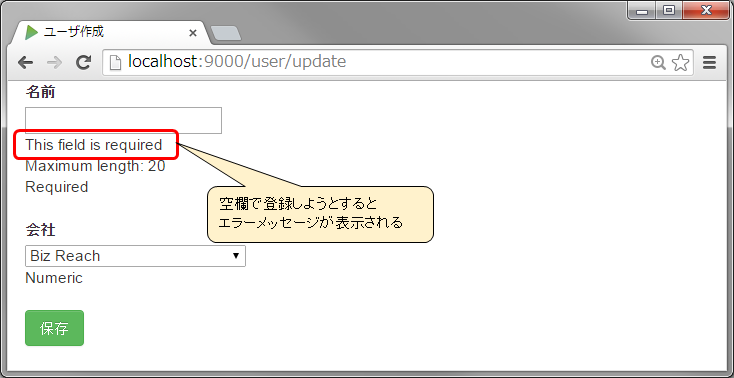 ユーザ作成
localhost:9000/user/update
名前
This field is required
Maximum length: 20
Required
空欄で登録しようとすると
エラーメッセージが表示される
会社
Biz Reach
Numeric
保存